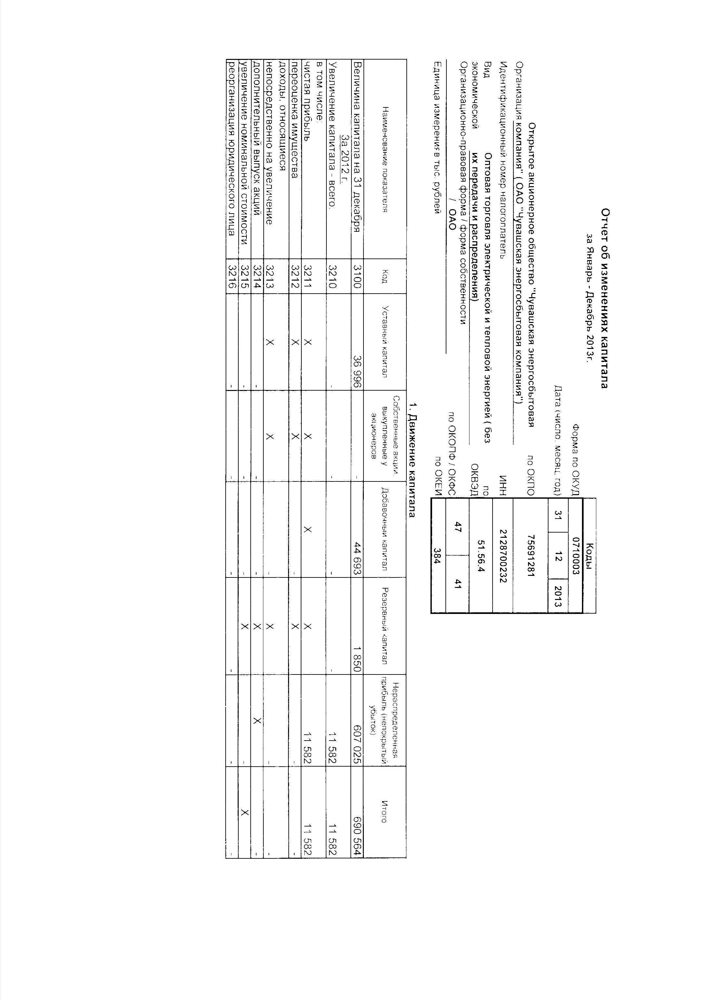 Отчет об изменениях капитала
за Январь - Декабрь 2013г.
Коды
Форма по ОКУД 0710003
Дата (число, месяц, год) 31 12 2013
Открытое акционерное общество "Чувашская энергосбытовая
Организация компания" ( ОАО "Чувашская энергосбытовая компания") по ОКПО 75691281
Идентификационный номер налогоплатель ИНН 2128700232
Вид Оптовая торговля электрической и тепловой энергией ( без по
экономической их передачи и распределения) ОКВЭД 51.56.4
Организационно-правовая форма / форма собственности
/ ОАО по ОКОПФ / ОКФС 47 41
Единица измерения в тыс. рублей по ОКЕИ 384
1. Движение капитала
Наименование показателя Код Уставный капитал Собственные акции, выкупленные у акционеров Добавочный капитал Резервный капитал Нераспределенная прибыль (непокрытый убыток) Итого
Величина капитала на 31 декабря 3100 36 996 - 44 693 1 850 607 025 690 564
За 2012 г.
Увеличение капитала - всего: 3210 - - - - 11 582 11 582
в том числе:
чистая прибыль 3211 X X X X 11 582 11 582
переоценка имущества 3212 X X - X - -
доходы, относящиеся
непосредственно на увеличение 3213 X X - X - -
дополнительный выпуск акций 3214 - - - X X -
увеличение номинальной стоимости 3215 - - - X - X
реорганизация юридического лица 3216 - - - - - -